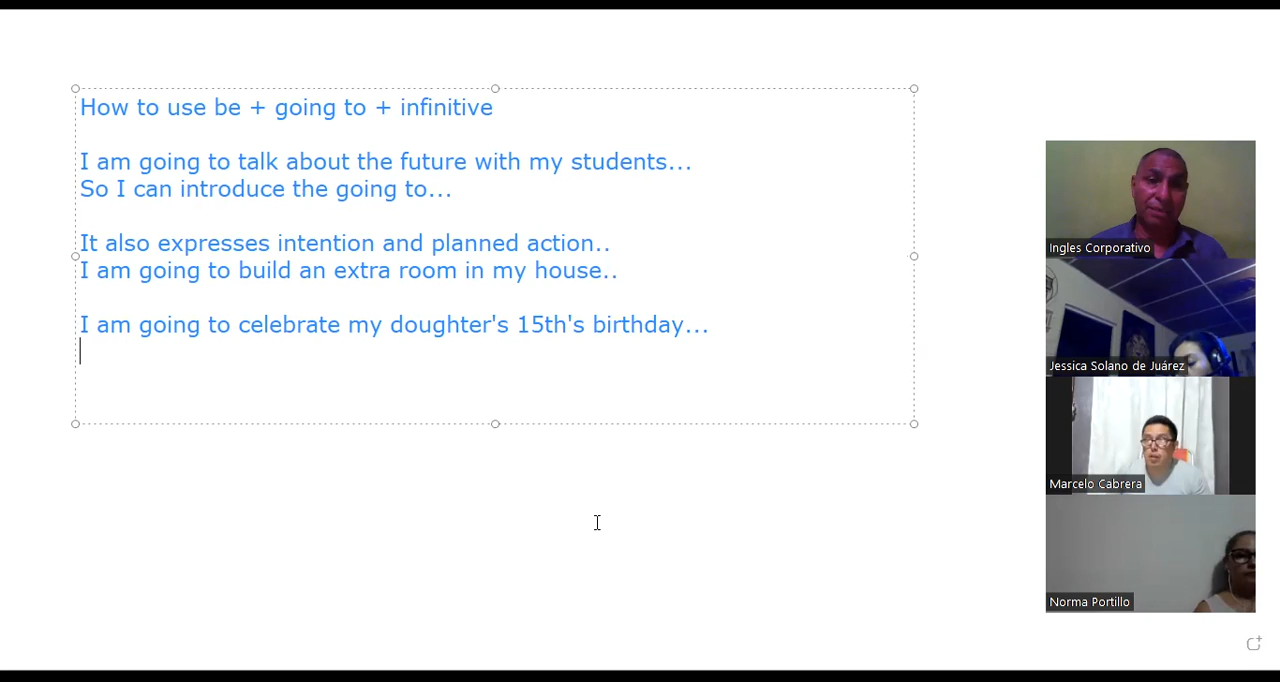 How to use be + going to + infinitive
I am going to talk about the future with my students...
So I can introduce the going to...
It also expresses intention and planned action..
I am going to build an extra room in my house..
I am going to celebrate my doughter's 15th's birthday...
Ingles Corporativo
Jessica Solano de Juárez
Marcelo Cabrera
Norma Portillo